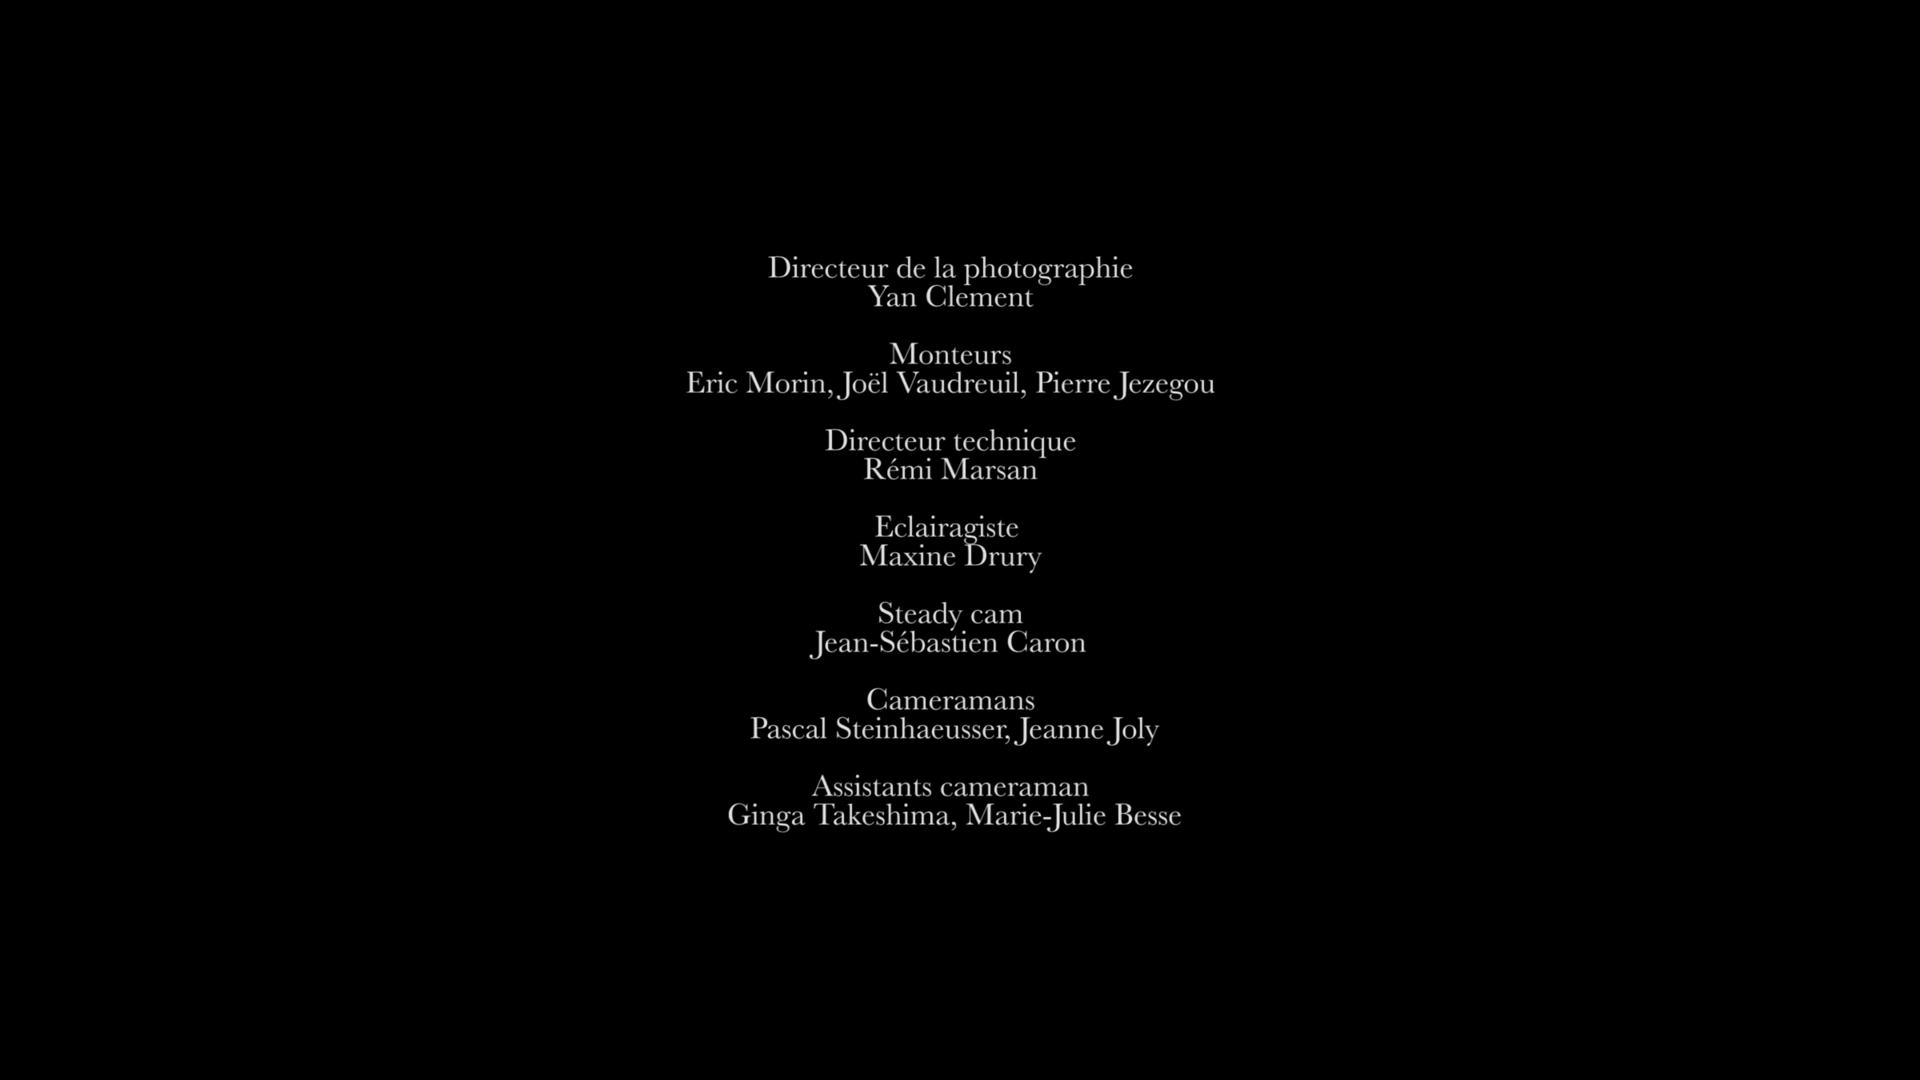 Directeur de la photographie
Yan Clement
Monteurs
Eric Morin, Joël Vaudreuil, Pierre Jezegou
Directeur technique
Rémi Marsan
Eclairagiste
Maxine Drury
Steady cam
Jean-Sébastien Caron
Cameramans
Pascal Steinhaeusser, Jeanne Joly
Assistants cameraman
Ginga Takeshima, Marie-Julie Besse